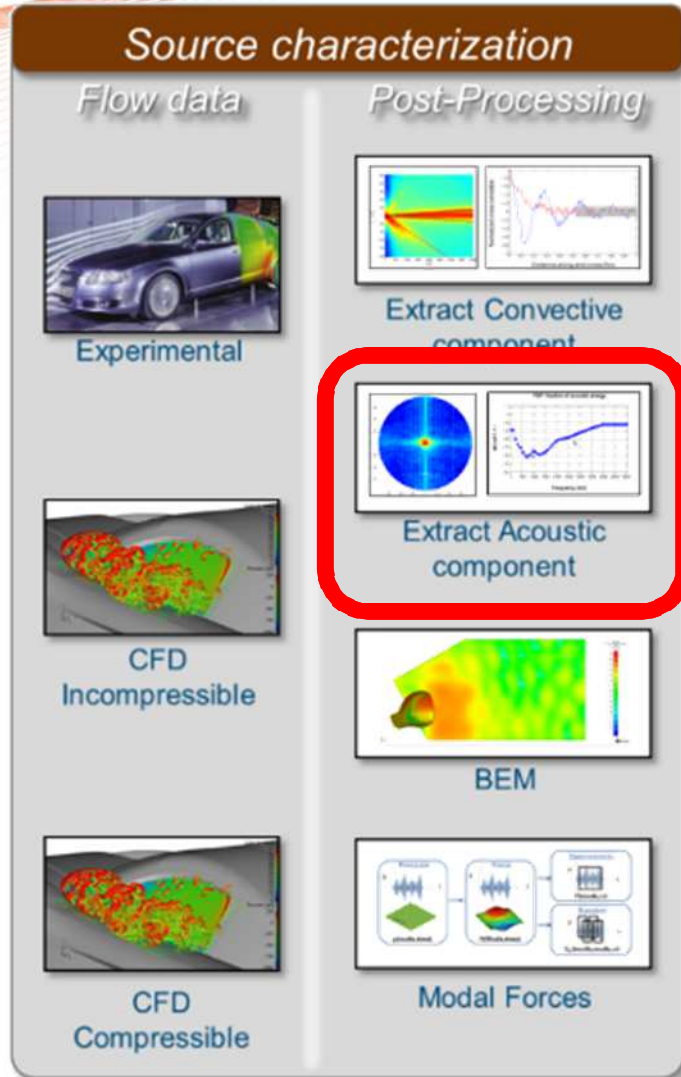 Source characterization
Flow data
Post-Processing
Experimental
CFD
Incompressible
CFD
Compressible
Extract Convective
component
Extract Acoustic
component
BEM
Modal Forces